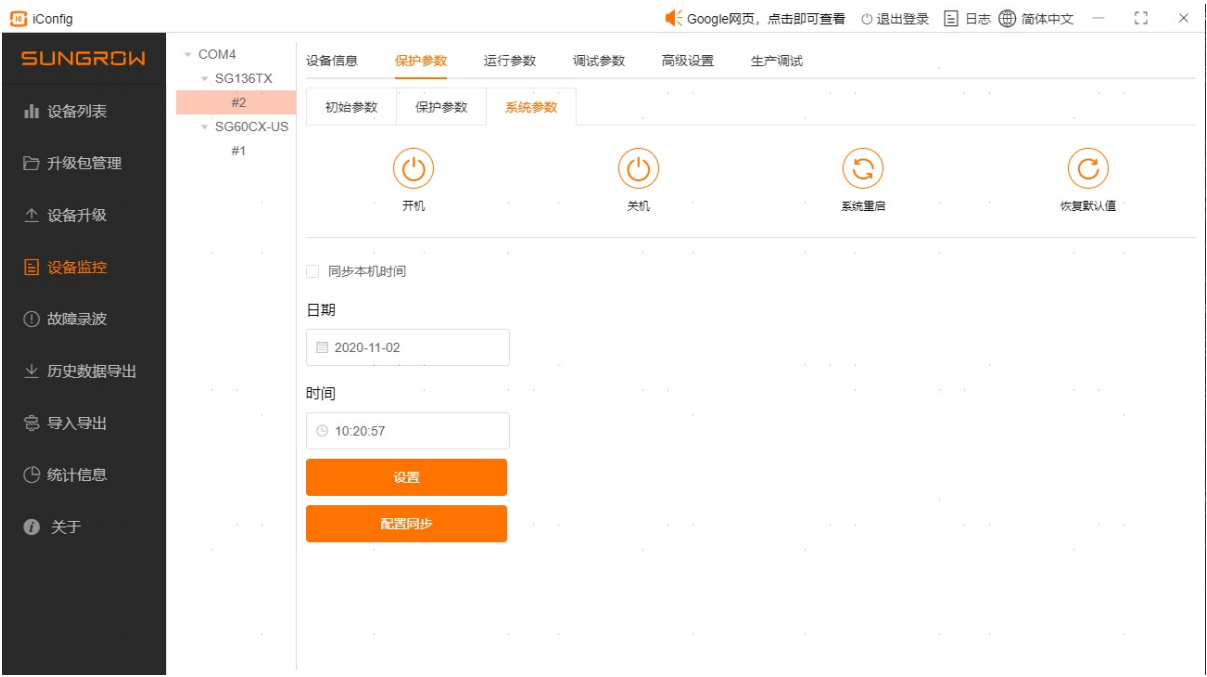 iConfig
Google网页，点击即可查看 退出登录 日志 简体中文
SUNGROW
设备列表
升级包管理
设备升级
设备监控
故障录波
历史数据导出
导入导出
统计信息
关于
COM4
SG136TX
#2
SG60CX-US
#1
设备信息 保护参数 运行参数 调试参数 高级设置 生产调试
初始参数 保护参数 系统参数
开机 关机 系统重启 恢复默认值
同步本机时间
日期
2020-11-02
时间
10:20:57
设置
配置同步